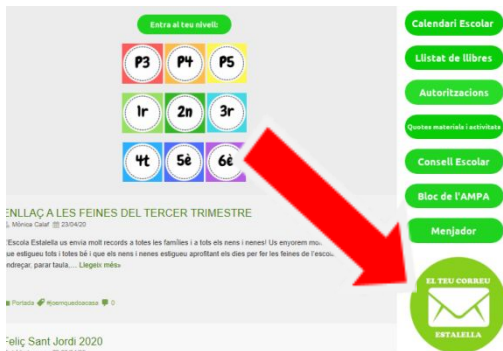 Entra al teu nivell:
P3 P4 P5
1r 2n 3r
4t 5è 6è
ENLLAÇ A LES FEINES DEL TERCER TRIMESTRE
Mònica Calaf 23/04/20
L'Escola Estalella us envia molt records a totes les famílies i a tots els nens i nenes! Us enyorem
que estigueu tots i totes bé i que els nens i nenes estigueu aprofitant els dies per fer les feines de l'escola
endreçar, parar taula,... Llegeix més»
Portada #joemquedoacasa 0
Feliç Sant Jordi 2020
Calendari Escolar
Llistat de llibres
Autoritzacions
Quotes materials i activitats
Consell Escolar
Bloc de l'AMPA
Menjador
EL TEU CORREU
ESTALELLA